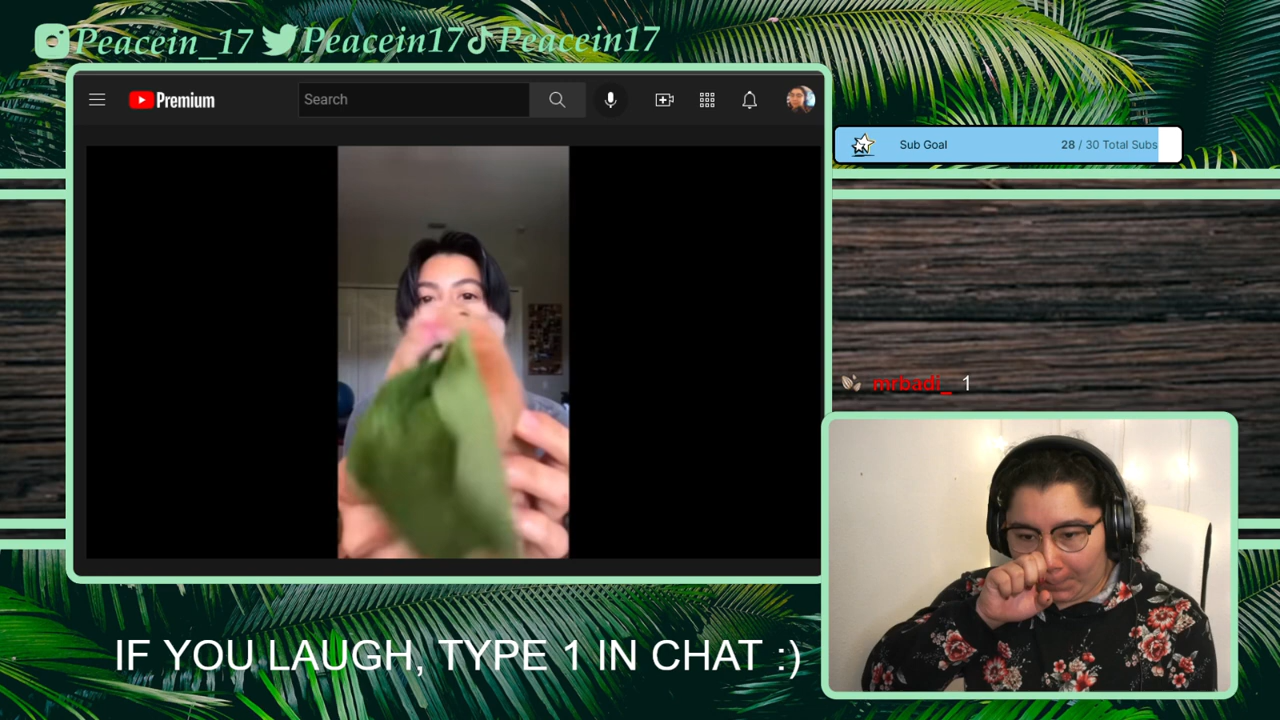 Peacein_17 Peacein17 Peacein17
Premium
Search
Sub Goal 28 / 30 Total Subs
mrbadi_ 1
IF YOU LAUGH, TYPE 1 IN CHAT :)